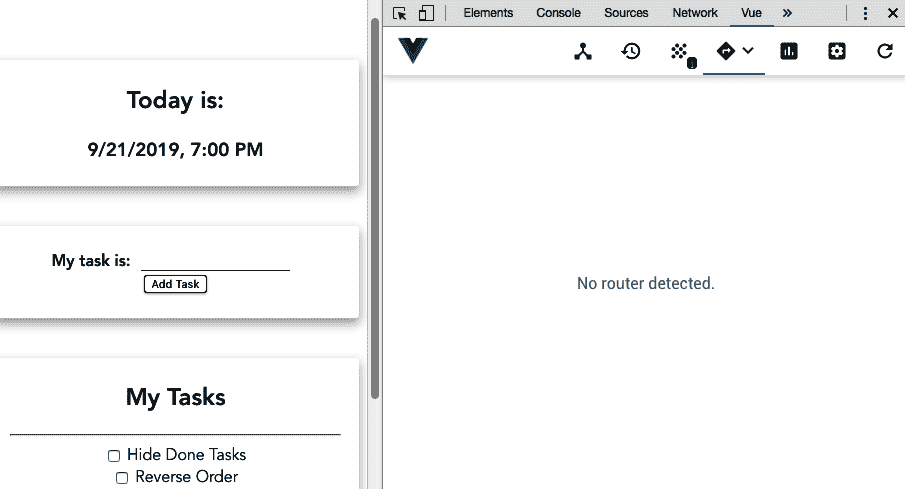 Today is:
9/21/2019, 7:00 PM
My task is:
Add Task
My Tasks
Hide Done Tasks
Reverse Order
Elements Console Sources Network Vue »
No router detected.